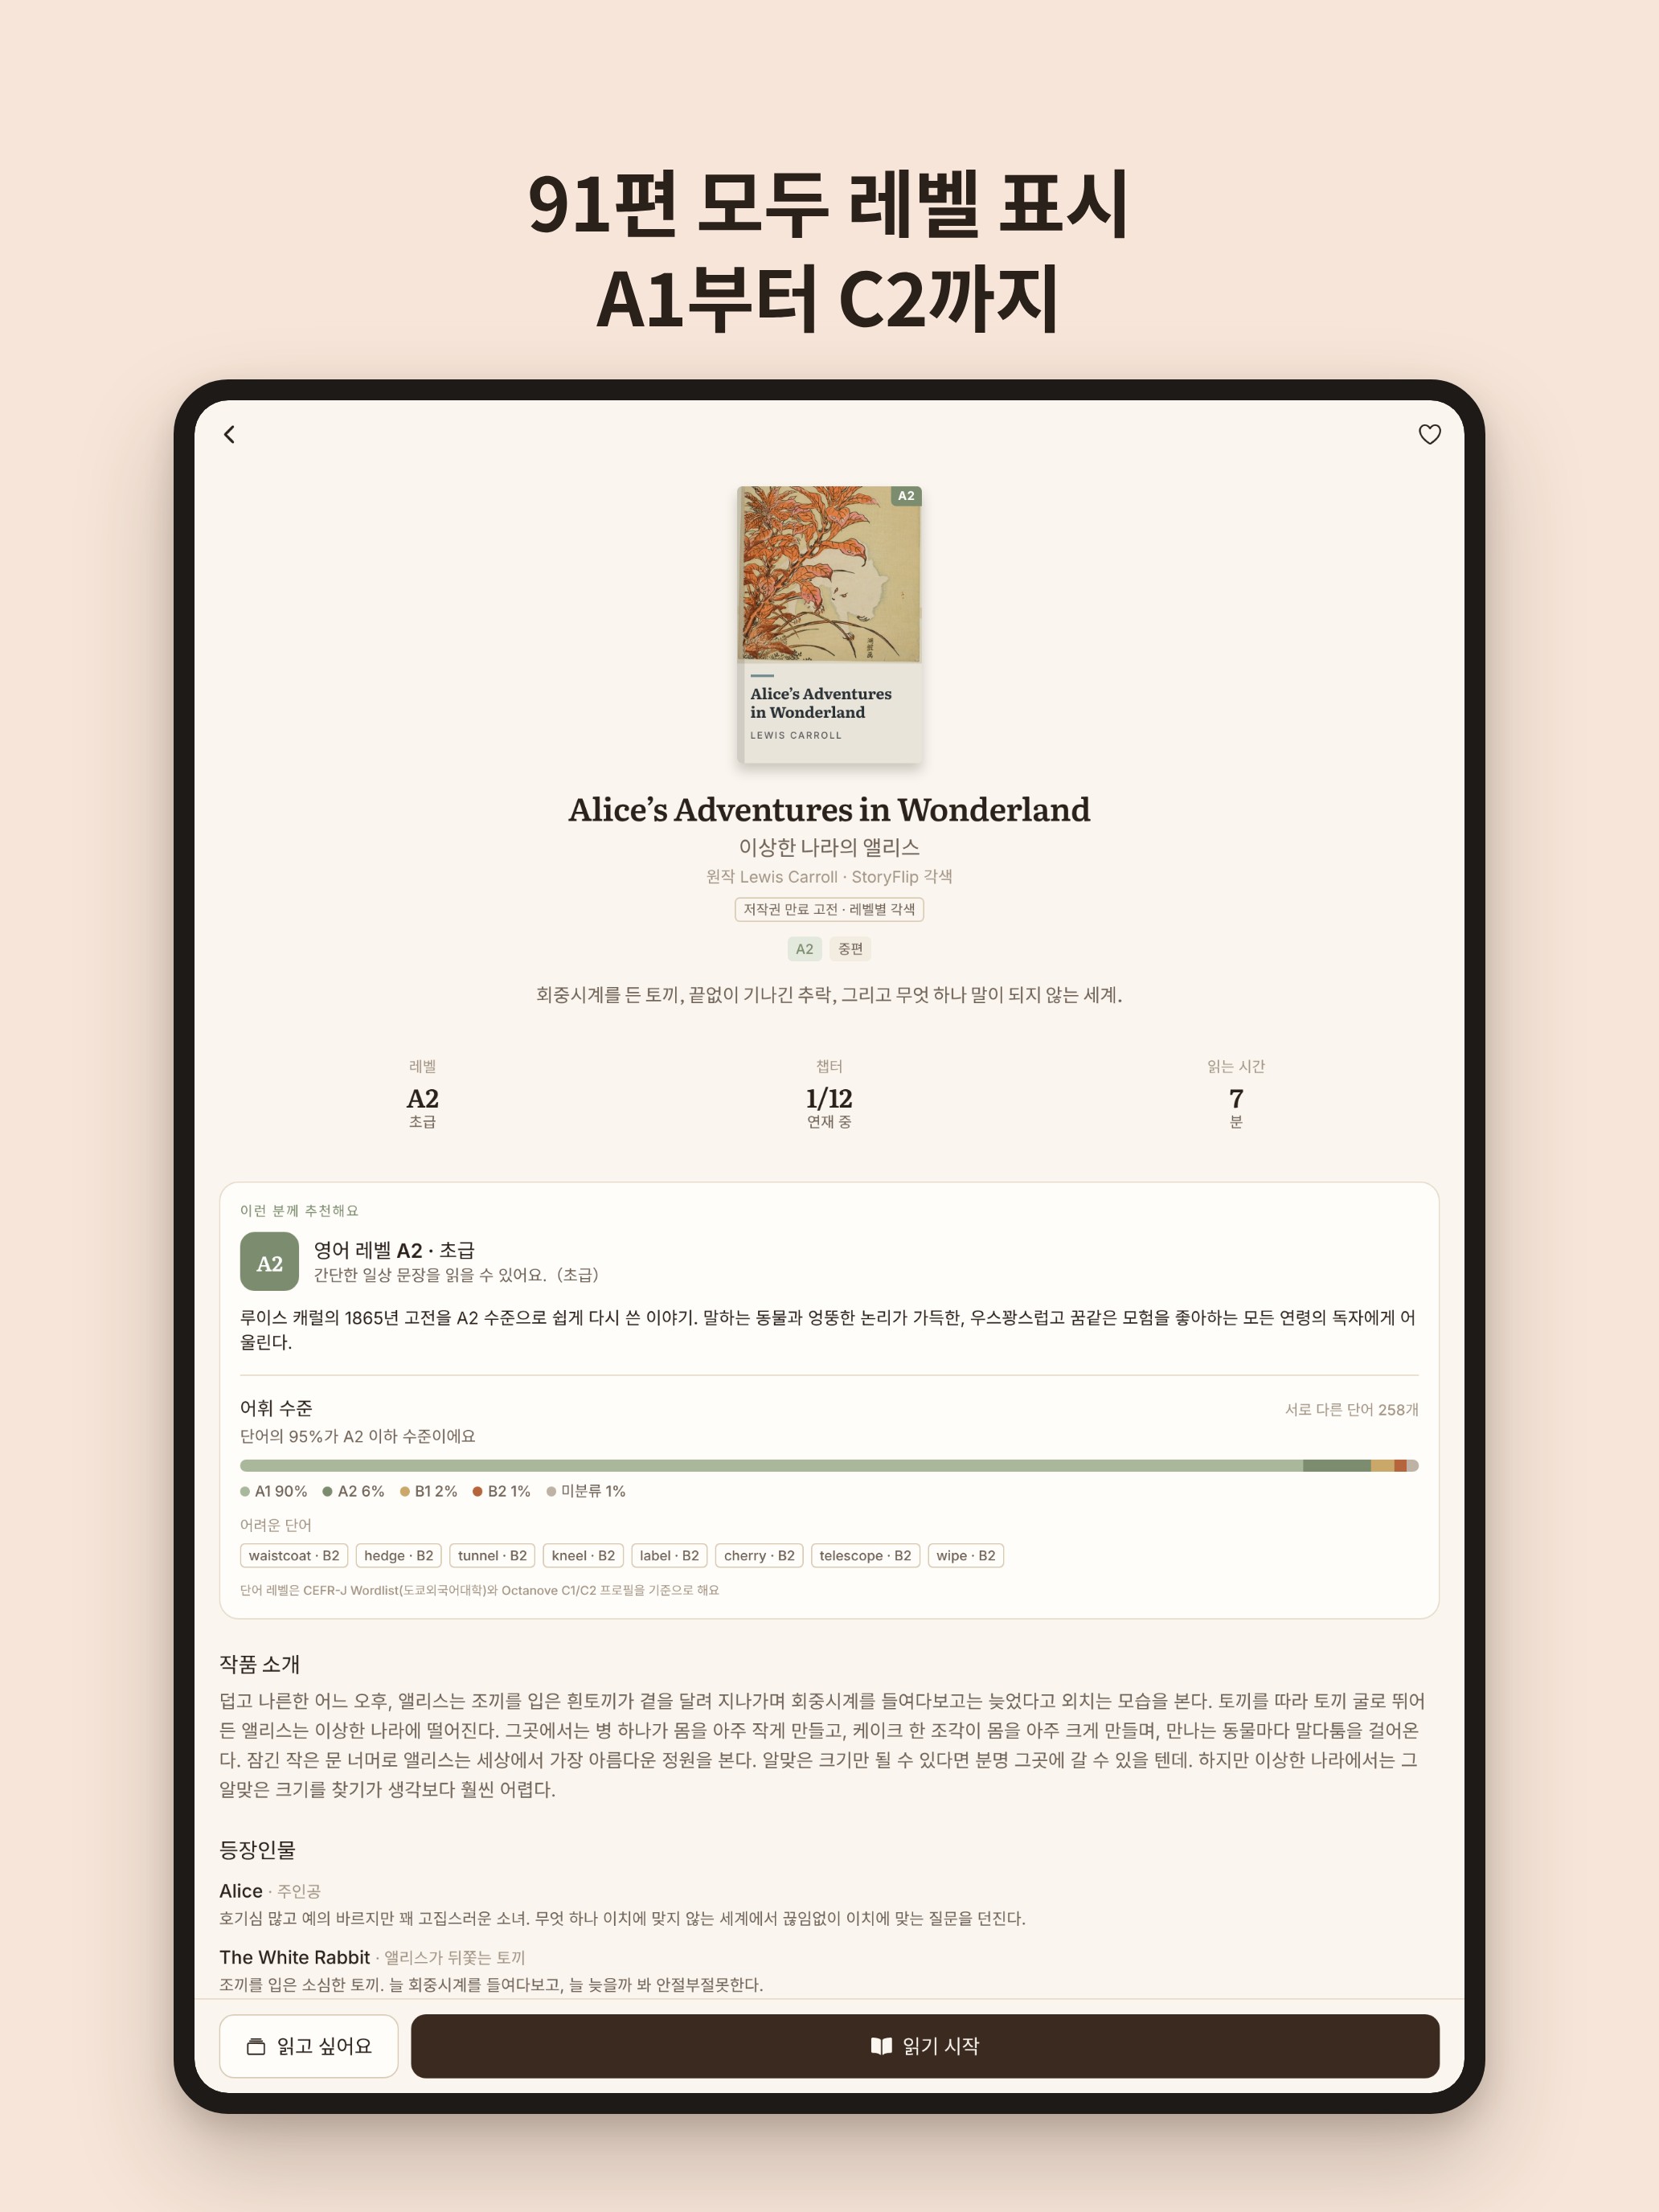 91편 모두 레벨 표시
A1부터 C2까지
A2
Alice’s Adventures
in Wonderland
LEWIS CARROLL
Alice’s Adventures in Wonderland
이상한 나라의 앨리스
원작 Lewis Carroll · StoryFlip 각색
저작권 만료 고전 · 레벨별 각색
A2 중편
회중시계를 든 토끼, 끝없이 기나긴 추락, 그리고 무엇 하나 말이 되지 않는 세계.
레벨 챕터 읽는 시간
A2 1/12 7
초급 연재 중 분
이런 분께 추천해요
A2
영어 레벨 A2 · 초급
간단한 일상 문장을 읽을 수 있어요. (초급)
루이스 캐럴의 1865년 고전을 A2 수준으로 쉽게 다시 쓴 이야기. 말하는 동물과 엉뚱한 논리가 가득한, 우스꽝스럽고 꿈같은 모험을 좋아하는 모든 연령의 독자에게 어
울린다.
어휘 수준 서로 다른 단어 258개
단어의 95%가 A2 이하 수준이에요
A1 90% A2 6% B1 2% B2 1% 미분류 1%
어려운 단어
waistcoat · B2 hedge · B2 tunnel · B2 kneel · B2 label · B2 cherry · B2 telescope · B2 wipe · B2
단어 레벨은 CEFR-J Wordlist(도쿄외국어대학)와 Octanove C1/C2 프로필을 기준으로 해요
작품 소개
덥고 나른한 어느 오후, 앨리스는 조끼를 입은 흰토끼가 곁을 달려 지나가며 회중시계를 들여다보고는 늦었다고 외치는 모습을 본다. 토끼를 따라 토끼 굴로 뛰어
든 앨리스는 이상한 나라에 떨어진다. 그곳에서는 병 하나가 몸을 아주 작게 만들고, 케이크 한 조각이 몸을 아주 크게 만들며, 만나는 동물마다 말다툼을 걸어온
다. 잠긴 작은 문 너머로 앨리스는 세상에서 가장 아름다운 정원을 본다. 알맞은 크기만 될 수 있다면 분명 그곳에 갈 수 있을 텐데. 하지만 이상한 나라에서는 그
알맞은 크기를 찾기가 생각보다 훨씬 어렵다.
등장인물
Alice · 주인공
호기심 많고 예의 바르지만 꽤 고집스러운 소녀. 무엇 하나 이치에 맞지 않는 세계에서 끊임없이 이치에 맞는 질문을 던진다.
The White Rabbit · 앨리스가 뒤쫓는 토끼
조끼를 입은 소심한 토끼. 늘 회중시계를 들여다보고, 늘 늦을까 봐 안절부절못한다.
읽고 싶어요
읽기 시작